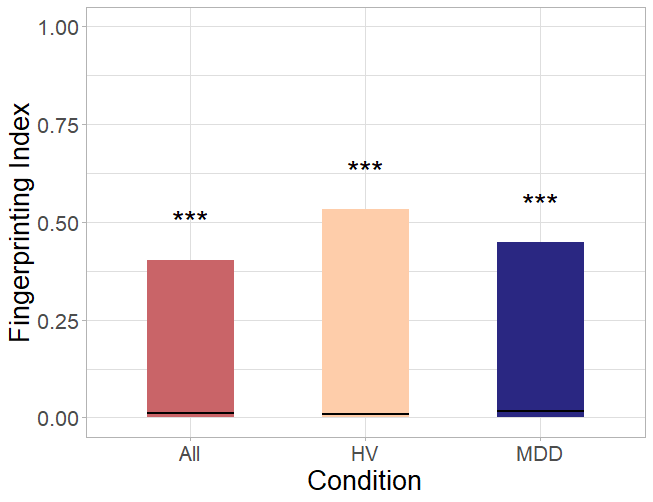 Fingerprinting Index
1.00
0.75
0.50
0.25
0.00
***
***
***
All HV MDD
Condition